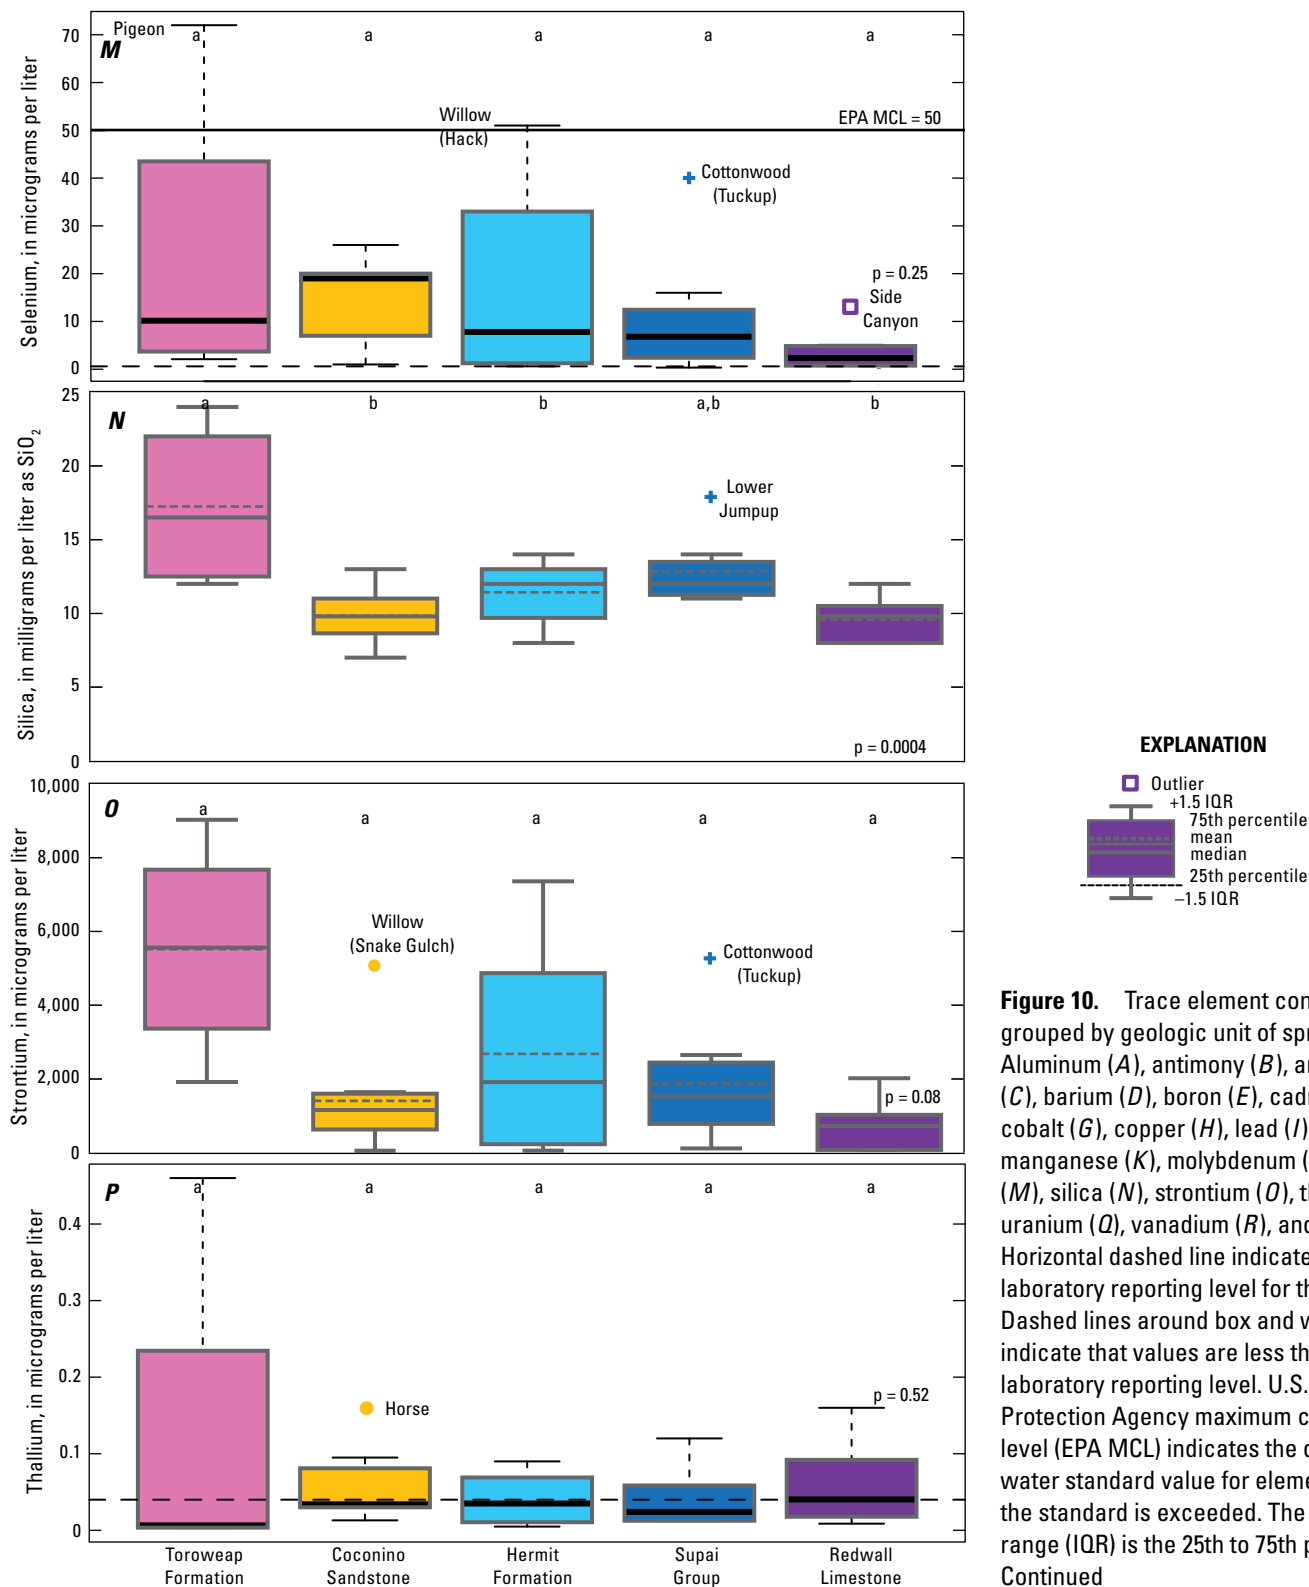 M
Pigeon
a a a a a
Selenium, in micrograms per liter
70
60
50
40
30
20
10
0
Willow
(Hack)
EPA MCL = 50
Cottonwood
(Tuckup)
p = 0.25
Side
Canyon
N
a b b a,b b
Silica, in milligrams per liter as SiO2
25
20
15
10
5
0
Lower
Jumpup
p = 0.0004
O
a a a a a
Strontium, in micrograms per liter
10,000
8,000
6,000
4,000
2,000
0
Willow
(Snake Gulch)
Cottonwood
(Tuckup)
p = 0.08
P
a a a a a
Thallium, in micrograms per liter
0.4
0.3
0.2
0.1
0
Horse
p = 0.52
Toroweap
Formation
Coconino
Sandstone
Hermit
Formation
Supai
Group
Redwall
Limestone
EXPLANATION
Outlier
+1.5 IQR
75th percentile
mean
median
25th percentile
–1.5 IQR
Figure 10. Trace element con
grouped by geologic unit of spr
Aluminum (A), antimony (B), ar
(C), barium (D), boron (E), cad
cobalt (G), copper (H), lead (I)
manganese (K), molybdenum (
(M), silica (N), strontium (O), th
uranium (Q), vanadium (R), and
Horizontal dashed line indicate
laboratory reporting level for th
Dashed lines around box and w
indicate that values are less th
laboratory reporting level. U.S.
Protection Agency maximum c
level (EPA MCL) indicates the d
water standard value for eleme
the standard is exceeded. The
range (IQR) is the 25th to 75th p
Continued